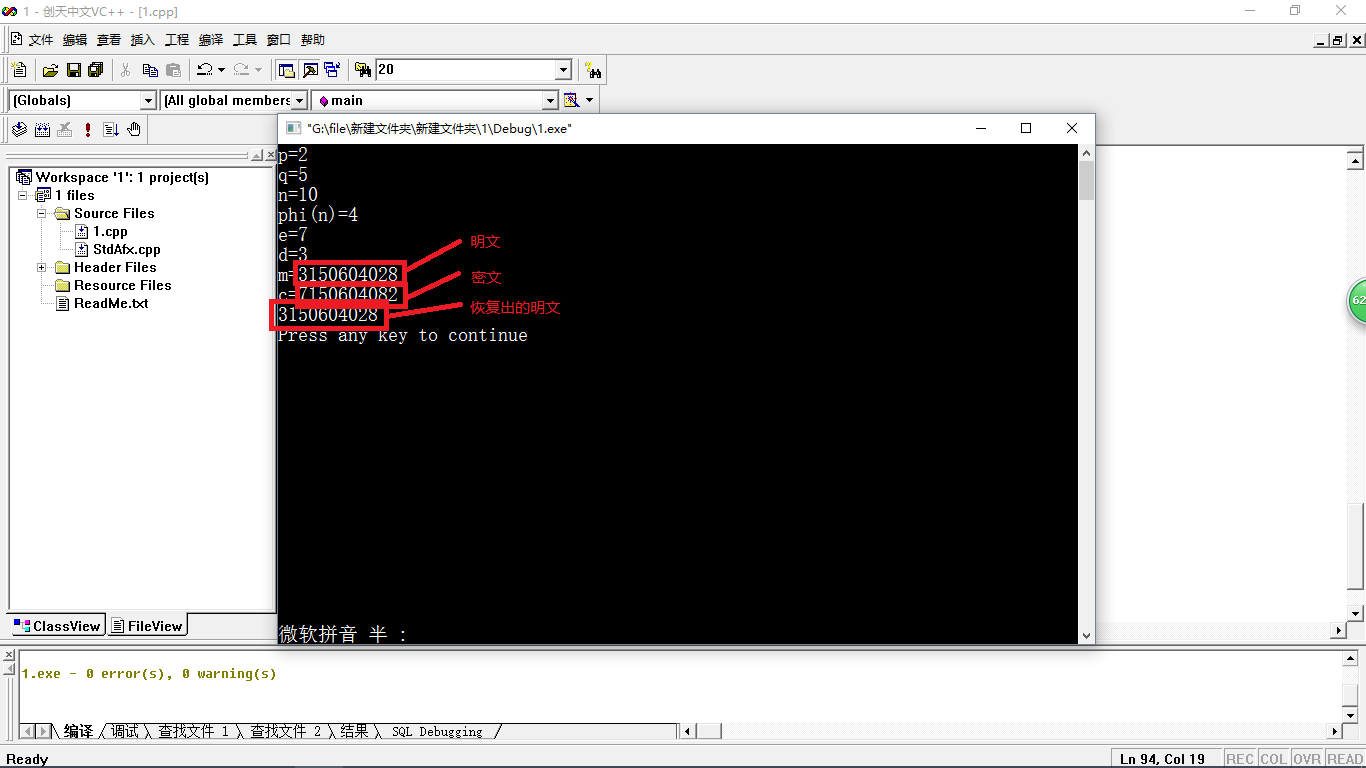 1 - 创天中文VC++ - [1.cpp]
文件 编辑 查看 插入 工程 编译 工具 窗口 帮助
20
(Globals) (All global members main
"G:\file\新建文件夹\新建文件夹\1\Debug\1.exe"
Workspace '1': 1 project(s)
1 files
Source Files
1.cpp
StdAfx.cpp
Header Files
Resource Files
ReadMe.txt
p=2
q=5
n=10
phi(n)=4
e=7
d=3
m=3150604028 明文
c=7150604082 密文
3150604028 恢复出的明文
Press any key to continue
微软拼音 半 :
62
ClassView FileView
1.exe - 0 error(s), 0 warning(s)
编译 调试 查找文件 1 查找文件 2 结果 SQL Debugging
Ready Ln 94, Col 19 REC COL OVR READ